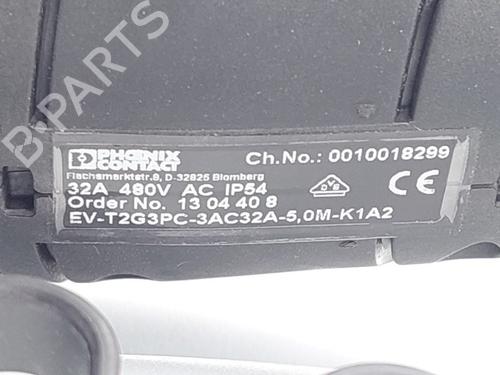 PHOENIX CONTACT
Ch.No.: 0010018299
Flachsmarktstr.8, D-32825 Blomberg
32A 480V AC IP54
DVE
CE
Order No. 13 04 40 8
EV-T2G3PC-3AC32A-5,0M-K1A2
B-PARTS